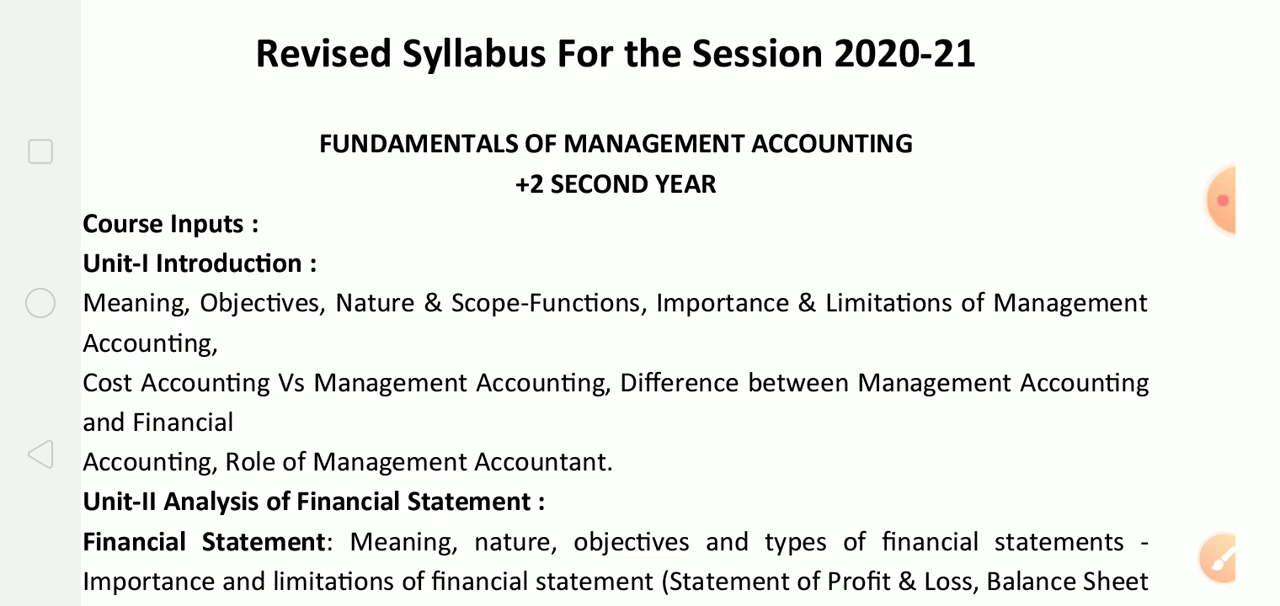 Revised Syllabus For the Session 2020-21
FUNDAMENTALS OF MANAGEMENT ACCOUNTING
+2 SECOND YEAR
Course Inputs :
Unit-I Introduction :
Meaning, Objectives, Nature & Scope-Functions, Importance & Limitations of Management
Accounting,
Cost Accounting Vs Management Accounting, Difference between Management Accounting
and Financial
Accounting, Role of Management Accountant.
Unit-II Analysis of Financial Statement :
Financial Statement: Meaning, nature, objectives and types of financial statements -
Importance and limitations of financial statement (Statement of Profit & Loss, Balance Sheet